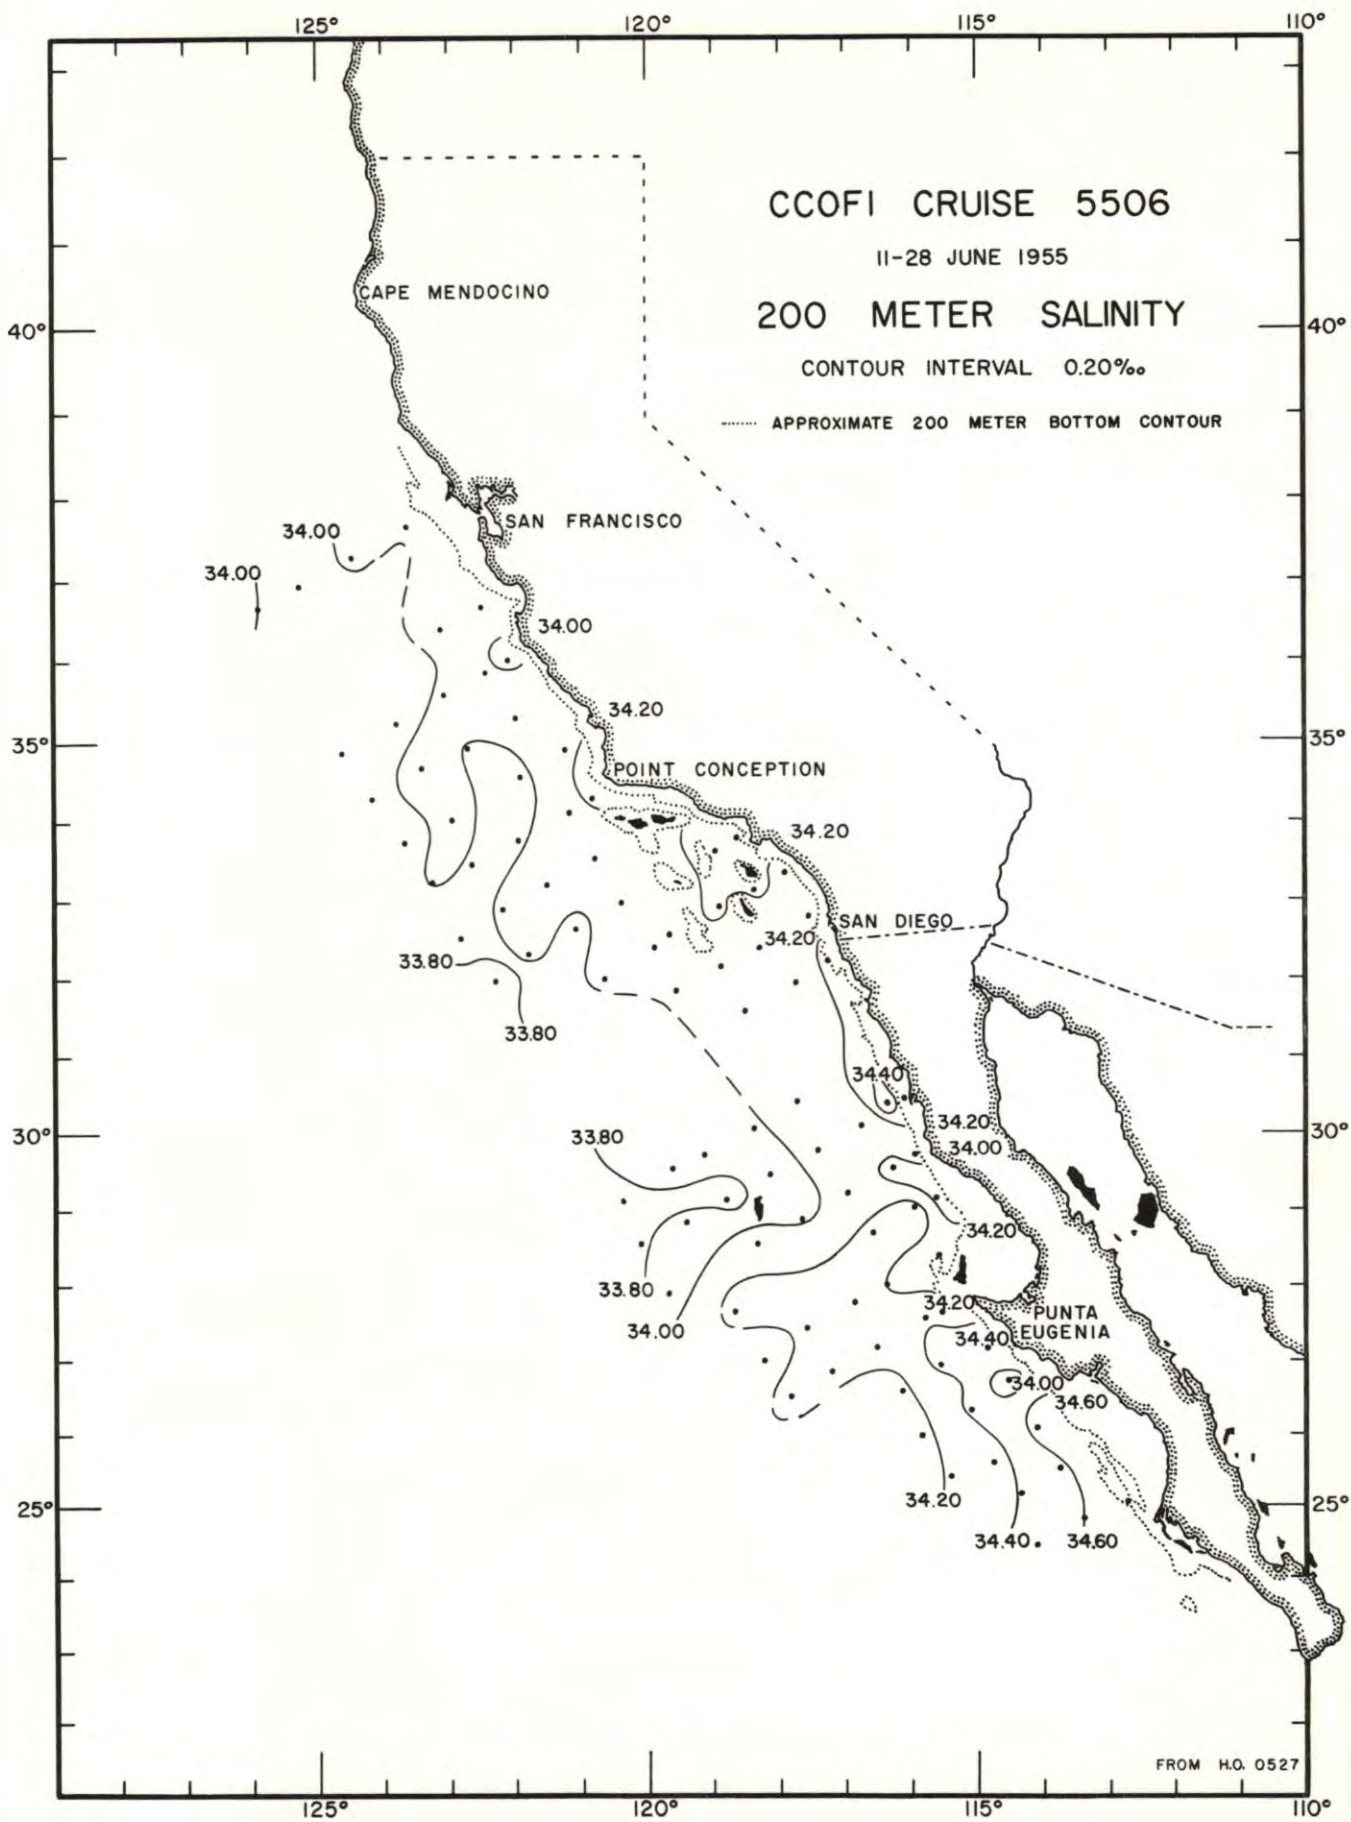 125° 120° 115° 110°
CCOFI CRUISE 5506
11-28 JUNE 1955
CAPE MENDOCINO
200 METER SALINITY
40° 40°
CONTOUR INTERVAL 0.20‰
APPROXIMATE 200 METER BOTTOM CONTOUR
SAN FRANCISCO
34.00
34.00
34.00
34.20
35° 35°
POINT CONCEPTION
34.20
SAN DIEGO
34.20
33.80
33.80
34.40
34.20
30° 30°
33.80
34.00
34.20
33.80
34.20
PUNTA
EUGENIA
34.00
34.40
34.00
34.60
34.20
25° 25°
34.40
34.60
FROM H.O. 0527
125° 120° 115° 110°